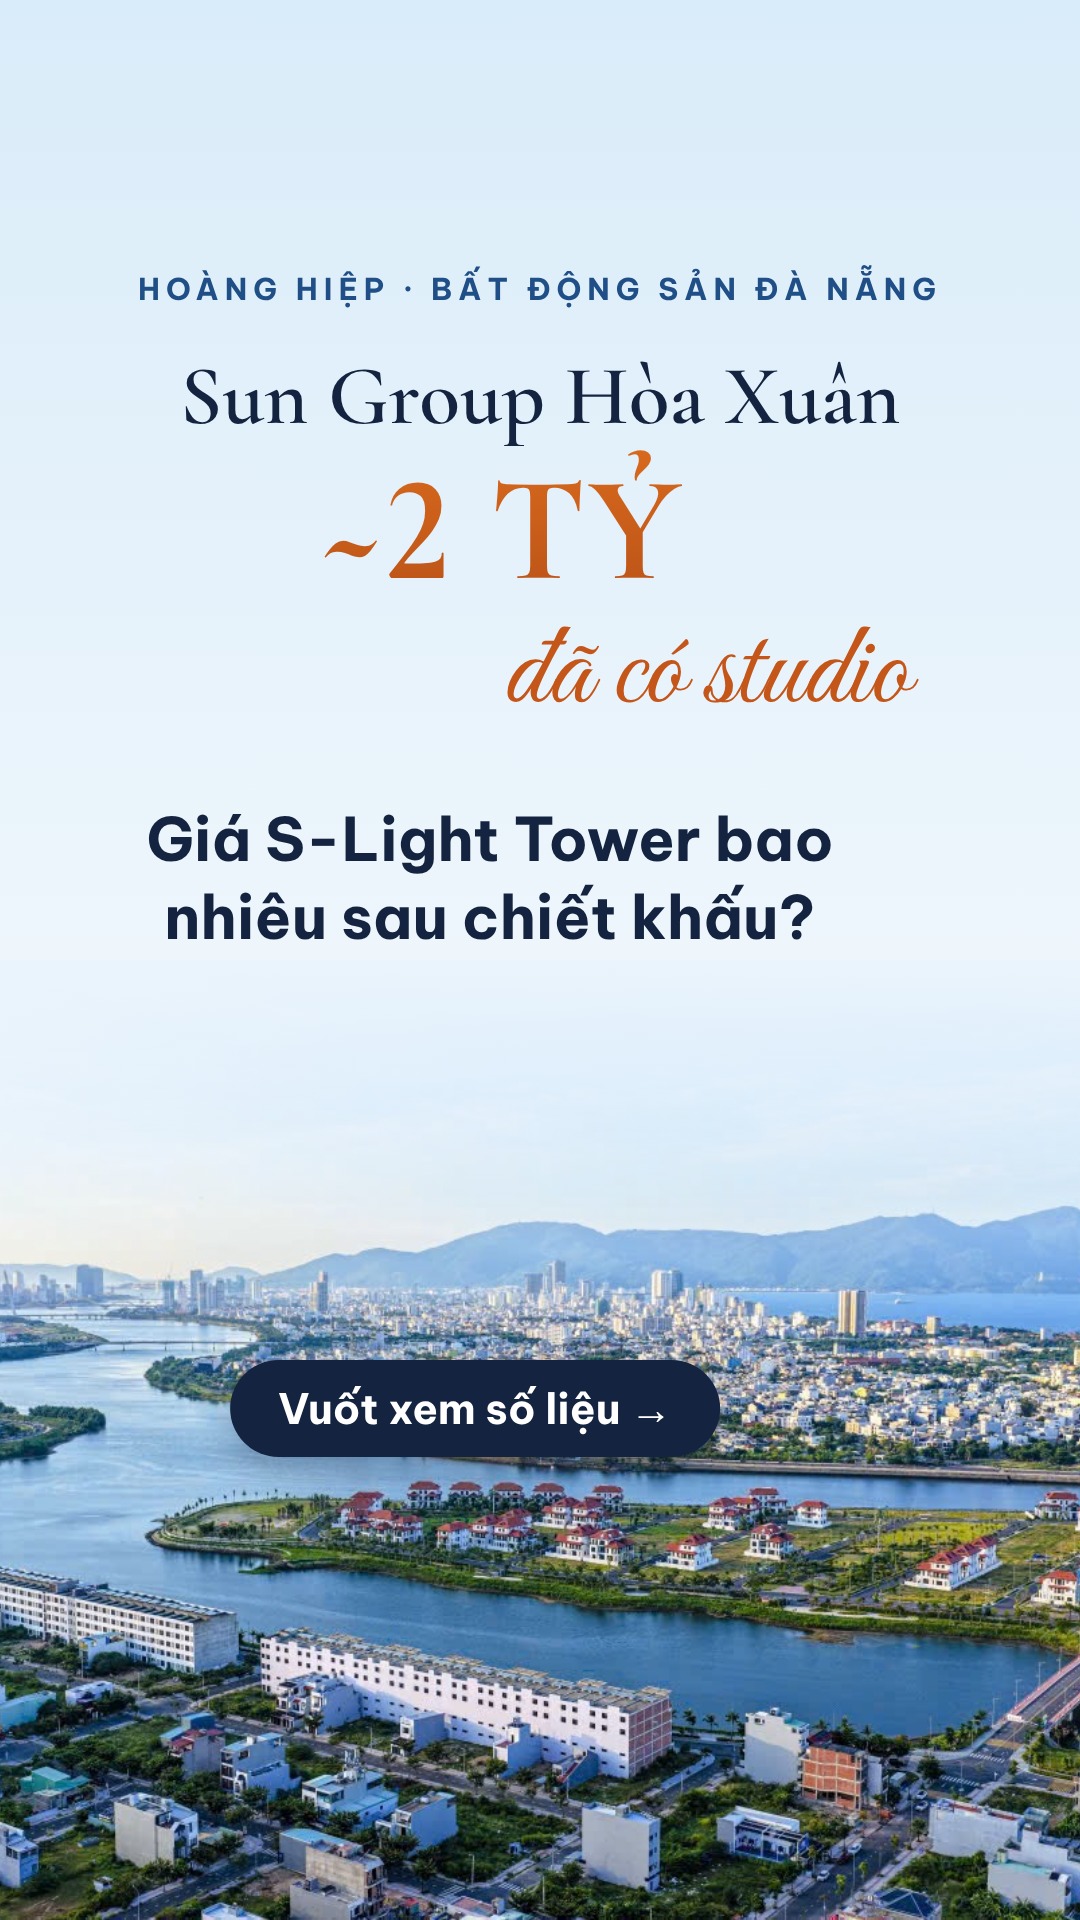 HOÀNG HIỆP · BẤT ĐỘNG SẢN ĐÀ NẴNG
Sun Group Hòa Xuân
~2 TỶ
đã có studio
Giá S-Light Tower bao
nhiêu sau chiết khấu?
Vuốt xem số liệu →